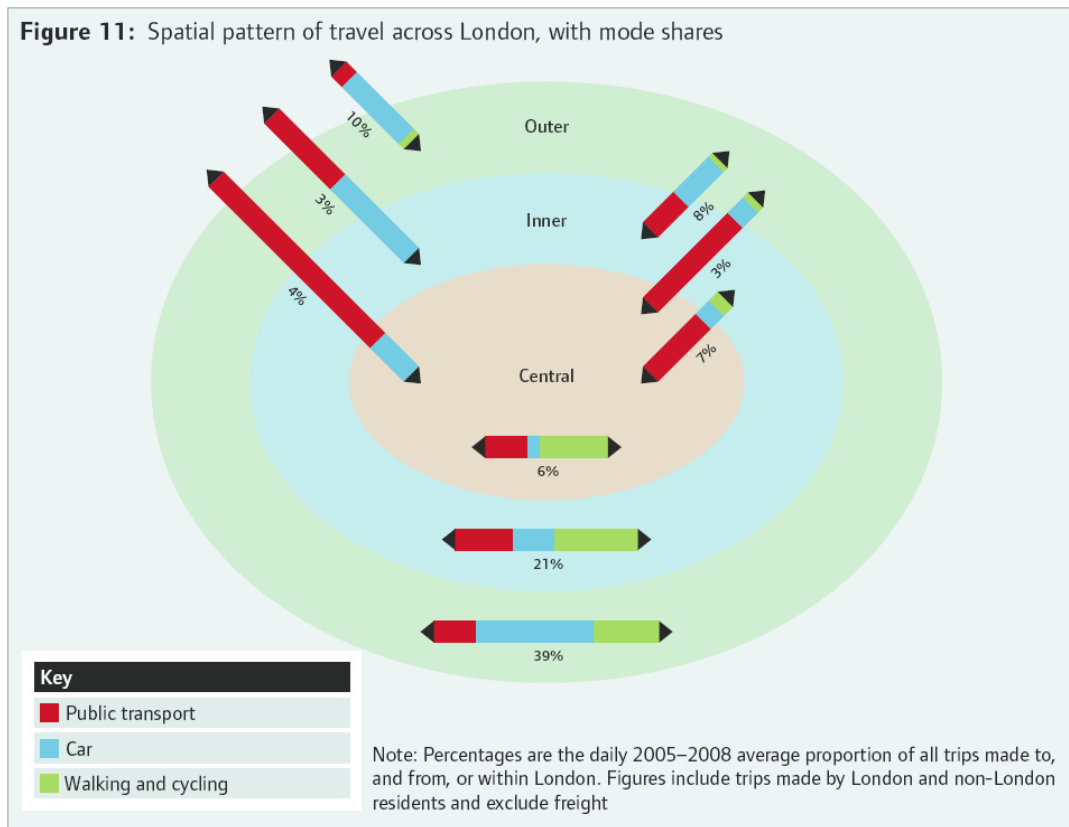 Figure 11: Spatial pattern of travel across London, with mode shares
10%
Outer
3%
Inner
8%
4%
3%
Central
7%
6%
21%
39%
Key
Public transport
Car
Walking and cycling
Note: Percentages are the daily 2005–2008 average proportion of all trips made to,
and from, or within London. Figures include trips made by London and non-London
residents and exclude freight